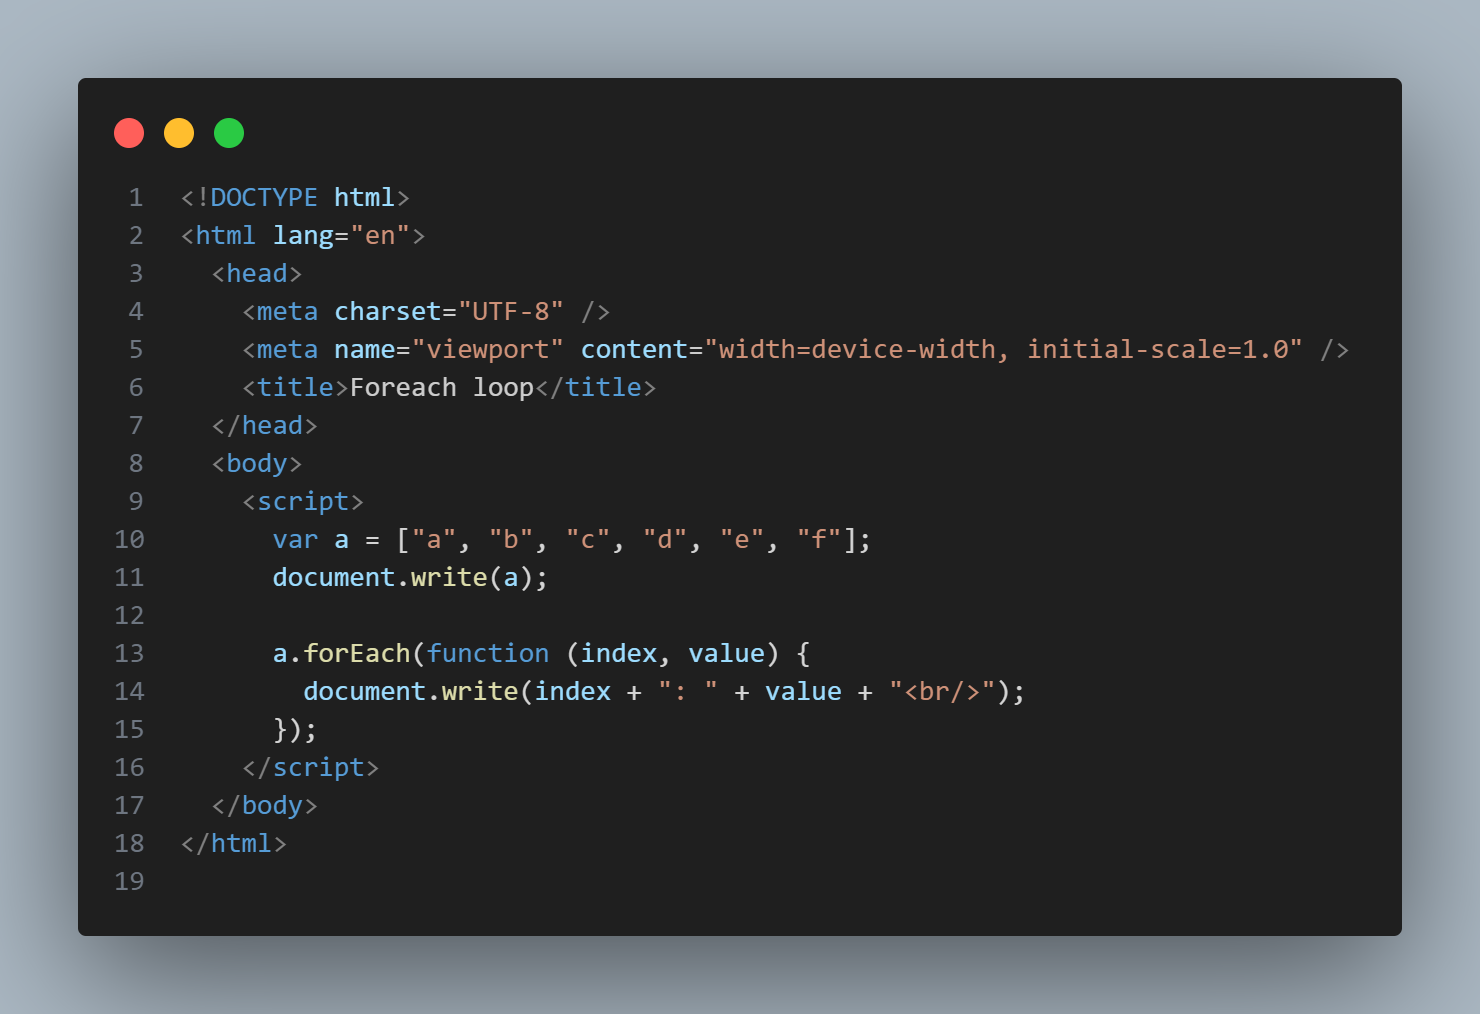 1 <!DOCTYPE html>
2 <html lang="en">
3   <head>
4     <meta charset="UTF-8" />
5     <meta name="viewport" content="width=device-width, initial-scale=1.0" />
6     <title>Foreach loop</title>
7   </head>
8   <body>
9     <script>
10       var a = ["a", "b", "c", "d", "e", "f"];
11       document.write(a);
12
13       a.forEach(function (index, value) {
14         document.write(index + ": " + value + "<br/>");
15       });
16     </script>
17   </body>
18 </html>
19